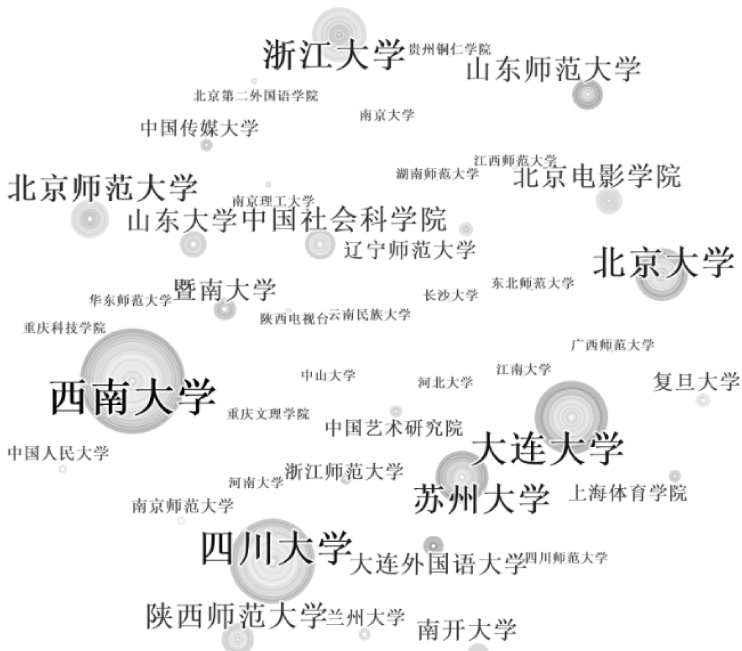 贵州铜仁学院
浙江大学
山东师范大学
北京第二外国语学院
南京大学
中国传媒大学
江西师范大学
湖南师范大学
北京电影学院
北京师范大学
南京理工大学
山东大学
中国社会科学院
辽宁师范大学
北京大学
东北师范大学
暨南大学
长沙大学
华东师范大学
陕西电视台
云南民族大学
重庆科技学院
广西师范大学
江南大学
中山大学
河北大学
复旦大学
西南大学
重庆文理学院
中国艺术研究院
大连大学
中国人民大学
浙江师范大学
河南大学
苏州大学
上海体育学院
南京师范大学
四川大学
大连外国语大学
四川师范大学
陕西师范大学
兰州大学
南开大学